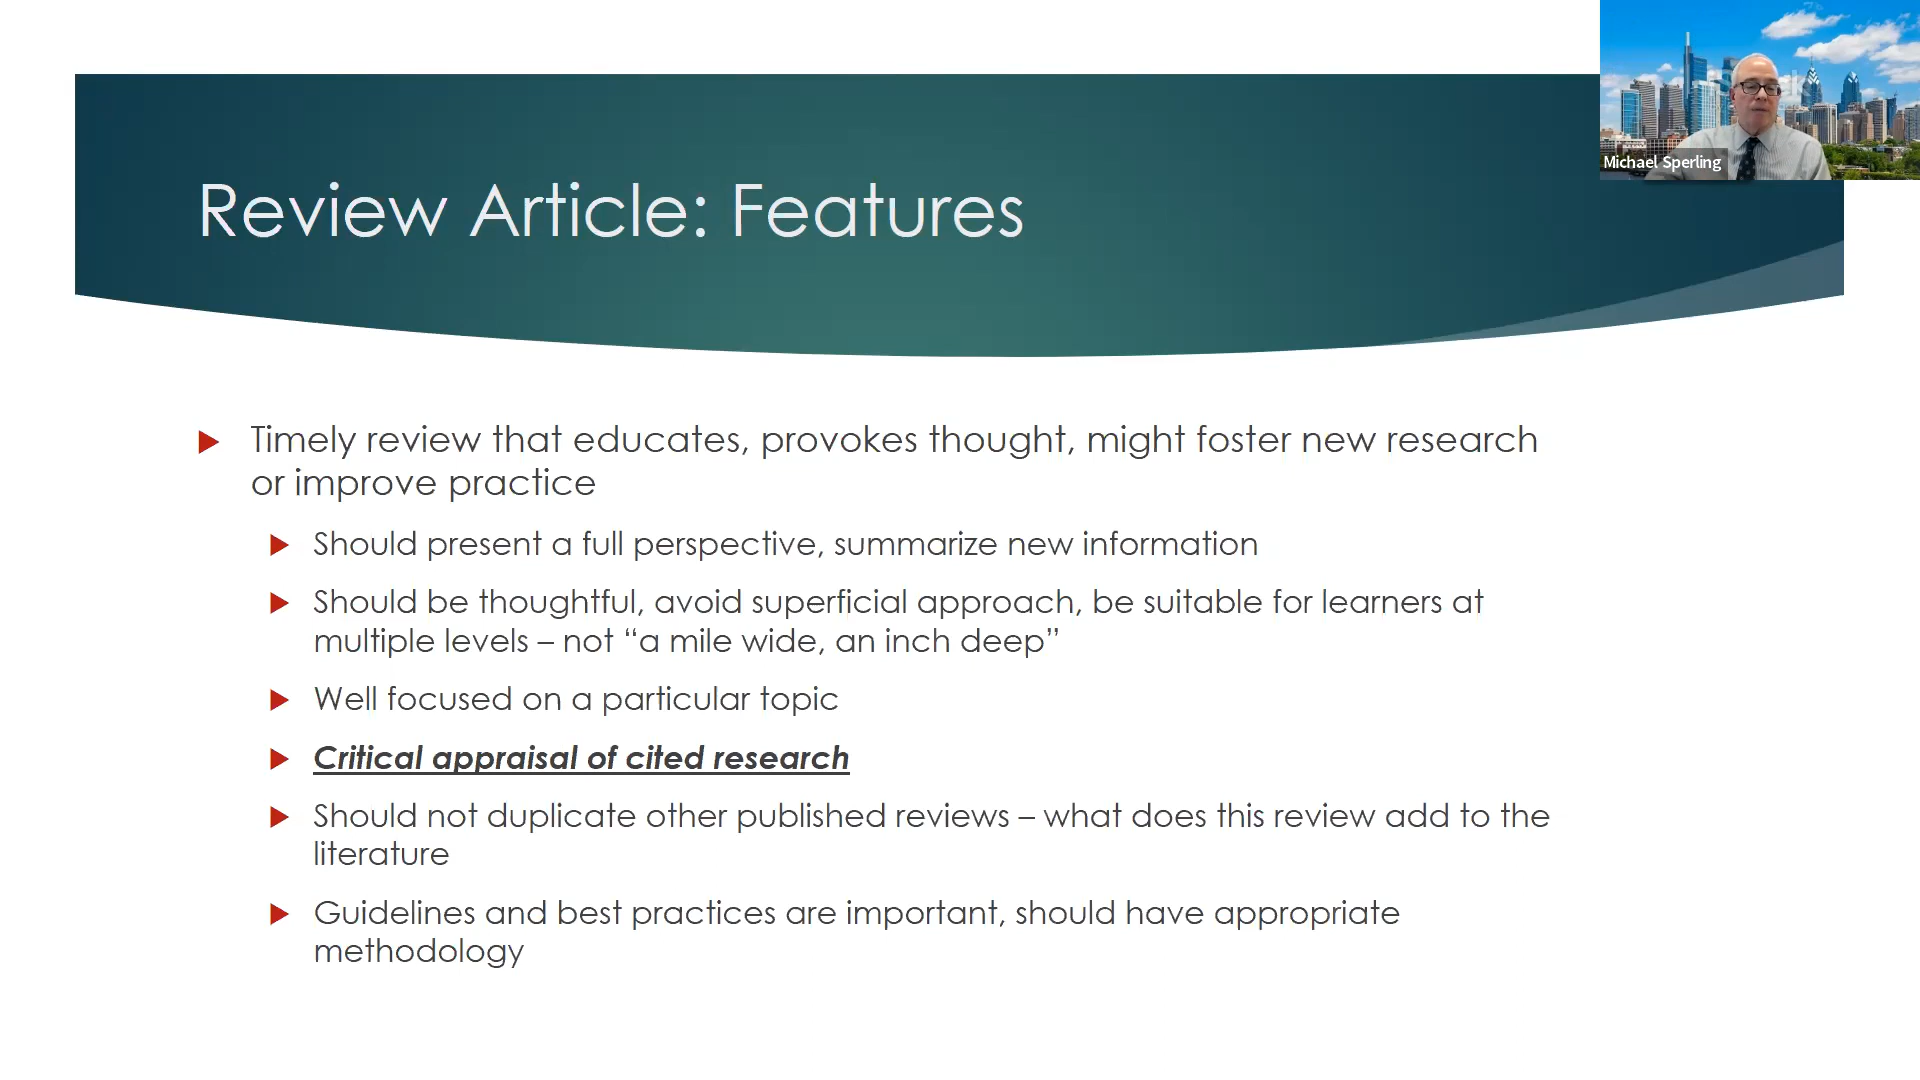 Michael Sperling
Review Article: Features
Timely review that educates, provokes thought, might foster new research
or improve practice
Should present a full perspective, summarize new information
Should be thoughtful, avoid superficial approach, be suitable for learners at
multiple levels – not “a mile wide, an inch deep”
Well focused on a particular topic
Critical appraisal of cited research
Should not duplicate other published reviews – what does this review add to the
literature
Guidelines and best practices are important, should have appropriate
methodology